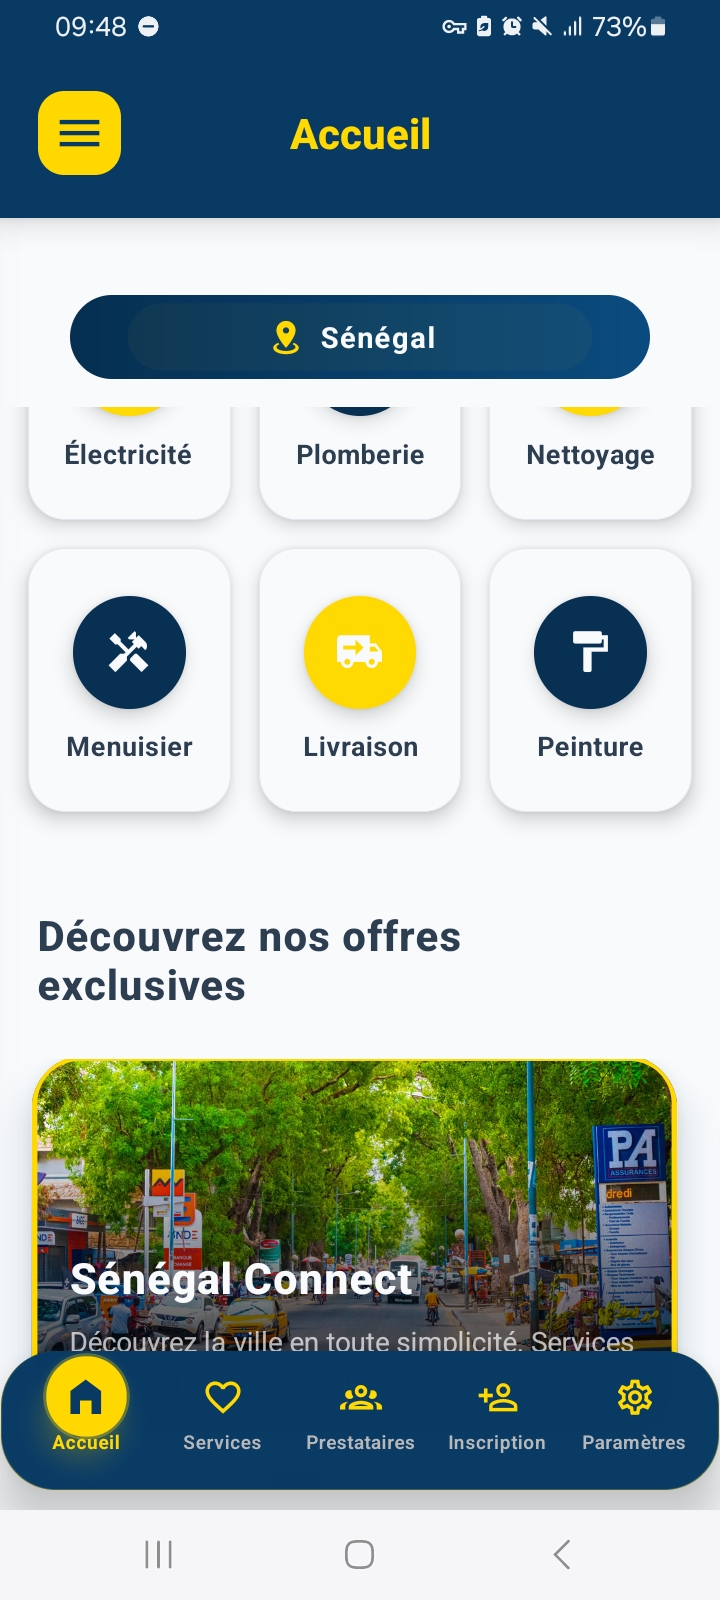 09:48
73%
Accueil
Sénégal
Électricité
Plomberie
Nettoyage
Menuisier
Livraison
Peinture
Découvrez nos offres
exclusives
PA
ASSURANCES
dredi
Sénégal Connect
Découvrez la ville en toute simplicité. Services
Accueil
Services
Prestataires
Inscription
Paramètres